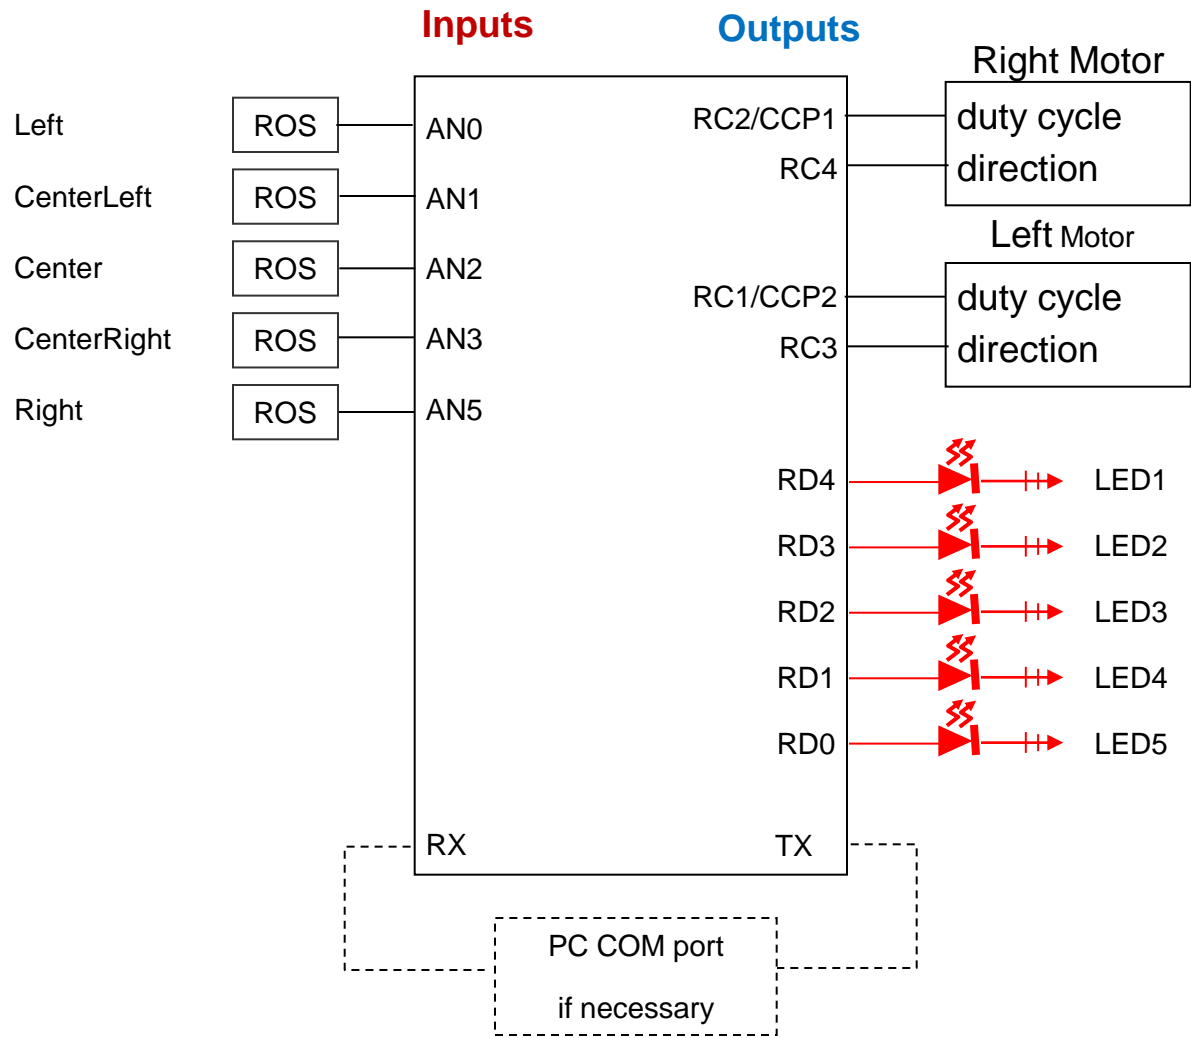 Inputs
Outputs
Right Motor
Left ROS AN0
RC2/CCP1 duty cycle
RC4 direction
CenterLeft ROS AN1
Left Motor
Center ROS AN2
RC1/CCP2 duty cycle
CenterRight ROS AN3
RC3 direction
Right ROS AN5
RD4 LED1
RD3 LED2
RD2 LED3
RD1 LED4
RD0 LED5
RX
TX
PC COM port
if necessary